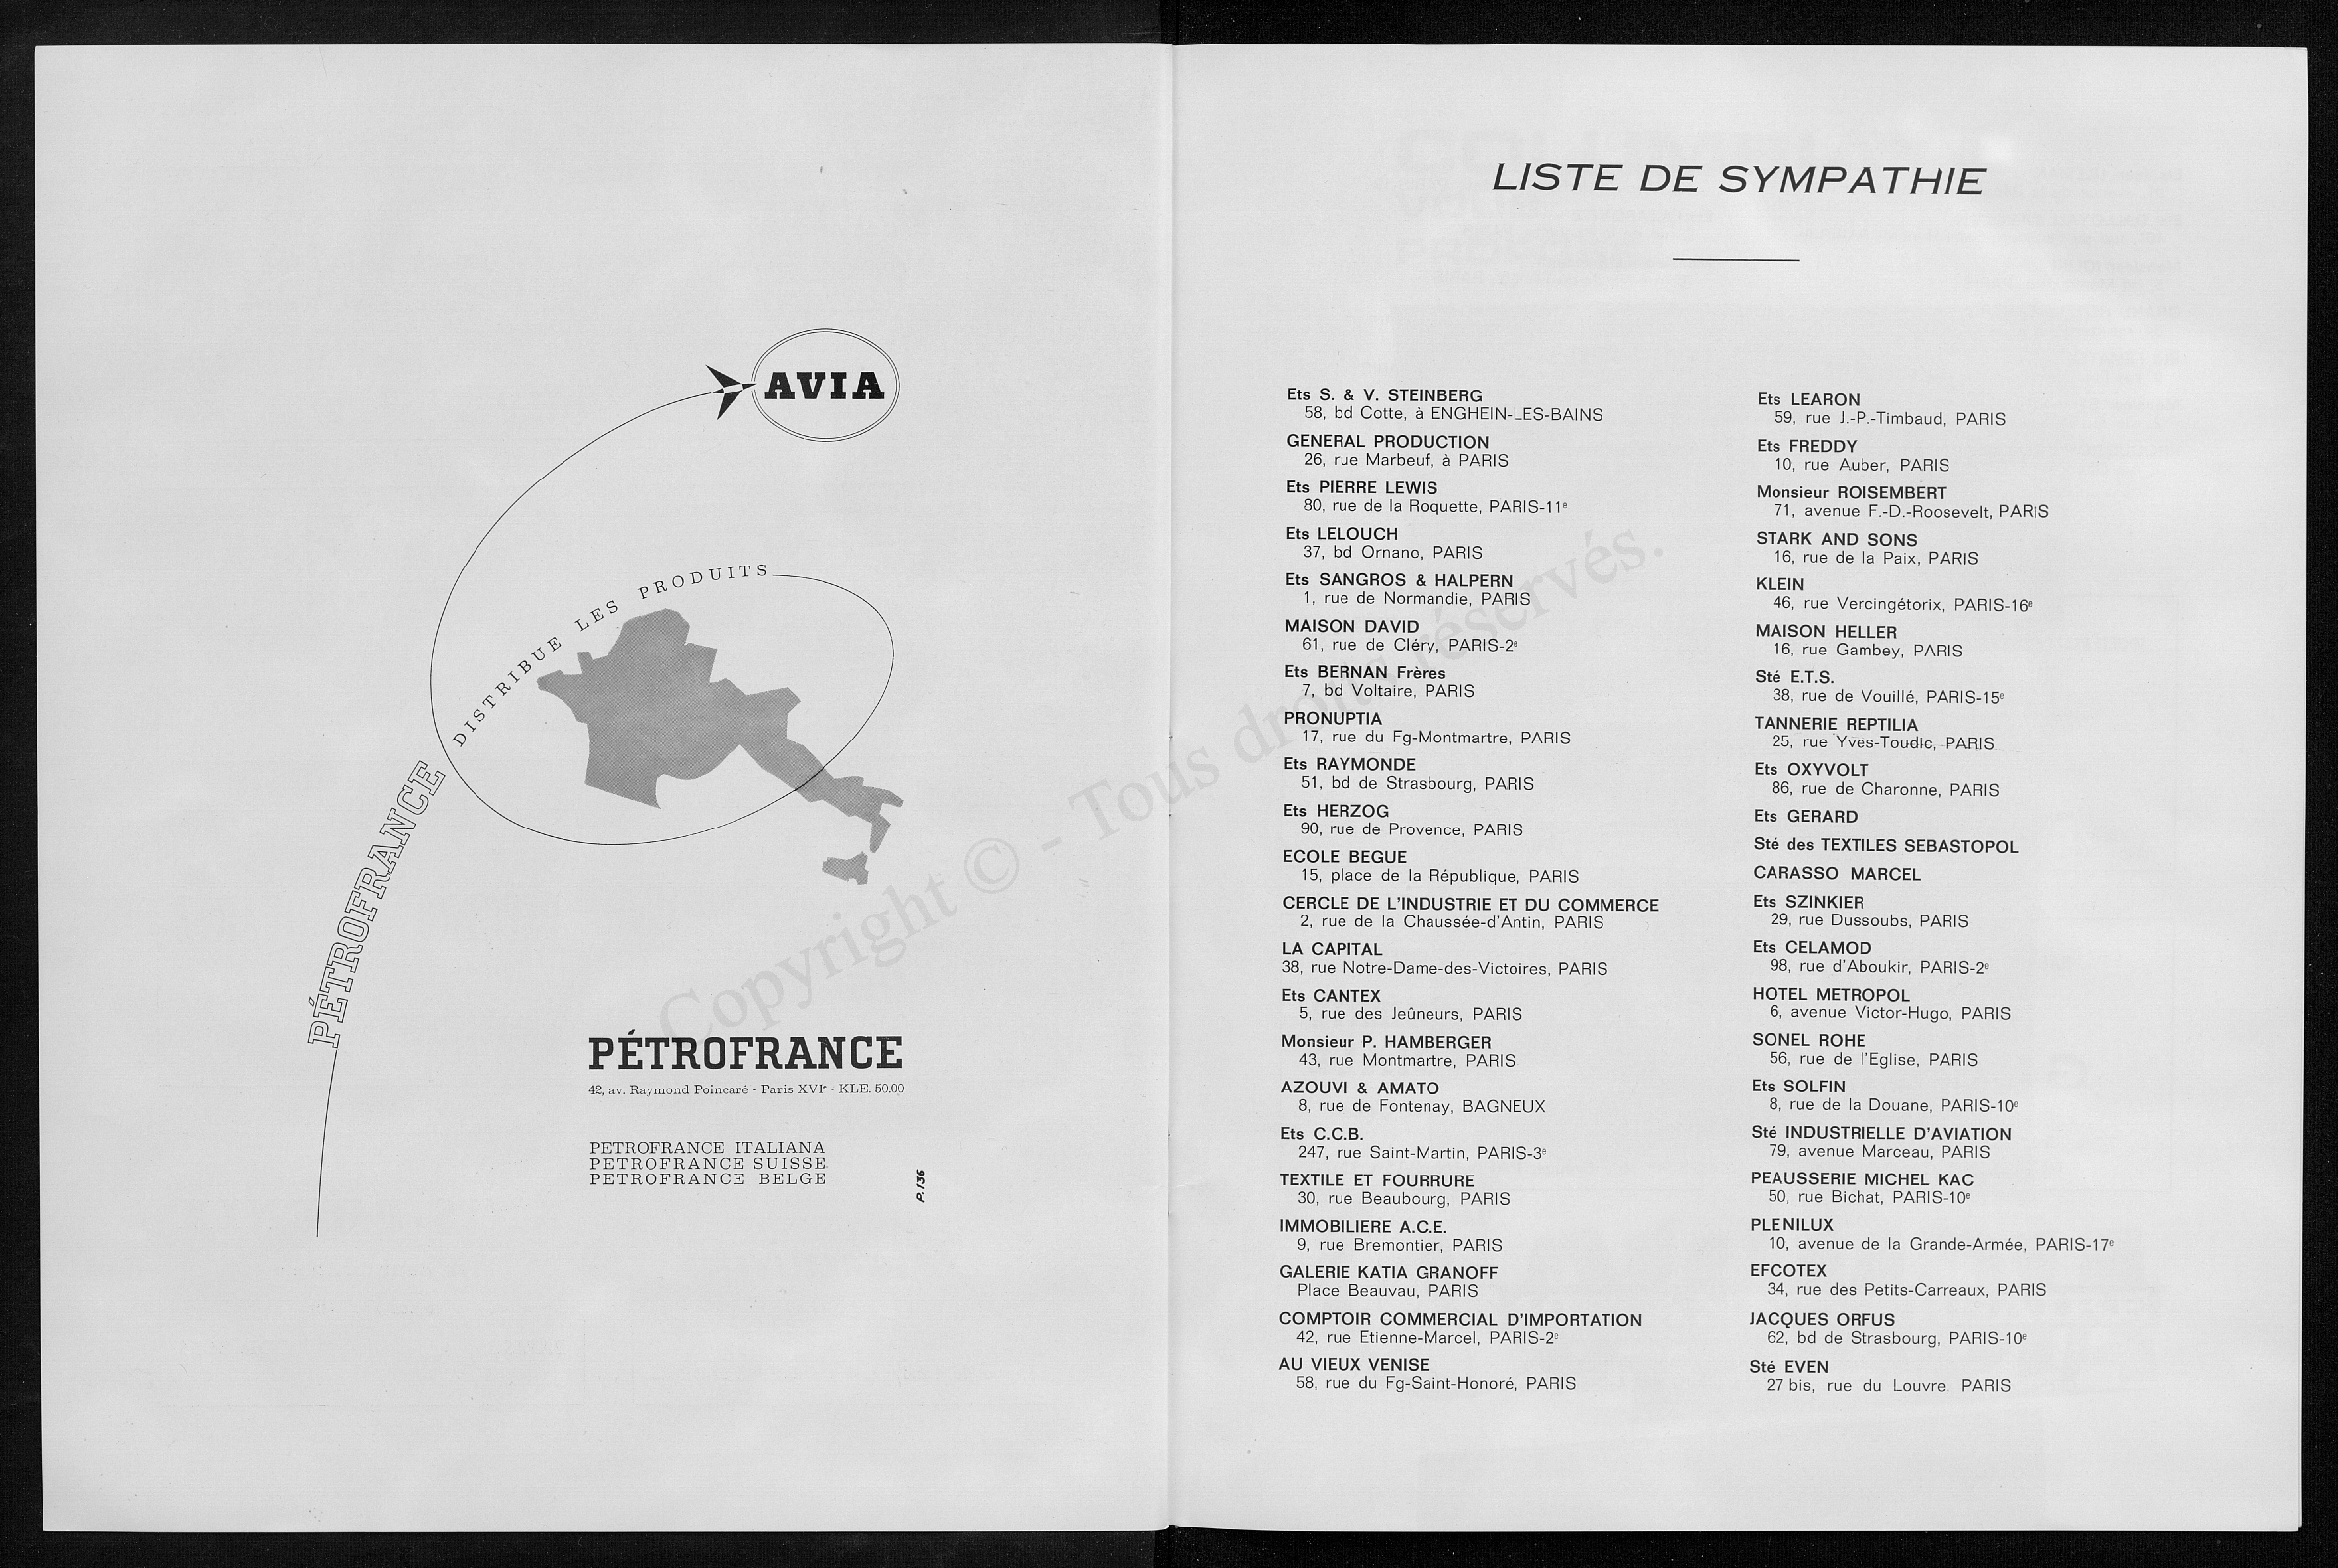 AVIA
PÉTROFRANCE DISTRIBUE LES PRODUITS
PÉTROFRANCE
42, av. Raymond Poincaré - Paris XVIᵉ - KLE. 50.00
PETROFRANCE ITALIANA
PETROFRANCE SUISSE
PETROFRANCE BELGE
P.136
LISTE DE SYMPATHIE
Ets S. & V. STEINBERG
58, bd Cotte, à ENGHEIN-LES-BAINS
GENERAL PRODUCTION
26, rue Marbeuf, à PARIS
Ets PIERRE LEWIS
80, rue de la Roquette, PARIS-11ᵉ
Ets LELOUCH
37, bd Ornano, PARIS
Ets SANGROS & HALPERN
1, rue de Normandie, PARIS
MAISON DAVID
61, rue de Cléry, PARIS-2ᵉ
Ets BERNAN Frères
7, bd Voltaire, PARIS
PRONUPTIA
17, rue du Fg-Montmartre, PARIS
Ets RAYMONDE
51, bd de Strasbourg, PARIS
Ets HERZOG
90, rue de Provence, PARIS
ECOLE BEGUE
15, place de la République, PARIS
CERCLE DE L'INDUSTRIE ET DU COMMERCE
2, rue de la Chaussée-d'Antin, PARIS
LA CAPITAL
38, rue Notre-Dame-des-Victoires, PARIS
Ets CANTEX
5, rue des Jeûneurs, PARIS
Monsieur P. HAMBERGER
43, rue Montmartre, PARIS
AZOUVI & AMATO
8, rue de Fontenay, BAGNEUX
Ets C.C.B.
247, rue Saint-Martin, PARIS-3ᵉ
TEXTILE ET FOURRURE
30, rue Beaubourg, PARIS
IMMOBILIERE A.C.E.
9, rue Bremontier, PARIS
GALERIE KATIA GRANOFF
Place Beauvau, PARIS
COMPTOIR COMMERCIAL D'IMPORTATION
42, rue Etienne-Marcel, PARIS-2ᵉ
AU VIEUX VENISE
58, rue du Fg-Saint-Honoré, PARIS
Ets LEARON
59, rue J.-P.-Timbaud, PARIS
Ets FREDDY
10, rue Auber, PARIS
Monsieur ROISEMBERT
71, avenue F.-D.-Roosevelt, PARIS
STARK AND SONS
16, rue de la Paix, PARIS
KLEIN
46, rue Vercingétorix, PARIS-16ᵉ
MAISON HELLER
16, rue Gambey, PARIS
Sté E.T.S.
38, rue de Vouillé, PARIS-15ᵉ
TANNERIE REPTILIA
25, rue Yves-Toudic, PARIS
Ets OXYVOLT
86, rue de Charonne, PARIS
Ets GERARD
Sté des TEXTILES SEBASTOPOL
CARASSO MARCEL
Ets SZINKIER
29, rue Dussoubs, PARIS
Ets CELAMOD
98, rue d'Aboukir, PARIS-2ᵉ
HOTEL METROPOL
6, avenue Victor-Hugo, PARIS
SONEL ROHE
56, rue de l'Eglise, PARIS
Ets SOLFIN
8, rue de la Douane, PARIS-10ᵉ
Sté INDUSTRIELLE D'AVIATION
79, avenue Marceau, PARIS
PEAUSSERIE MICHEL KAC
50, rue Bichat, PARIS-10ᵉ
PLENILUX
10, avenue de la Grande-Armée, PARIS-17ᵉ
EFCOTEX
34, rue des Petits-Carreaux, PARIS
JACQUES ORFUS
62, bd de Strasbourg, PARIS-10ᵉ
Sté EVEN
27 bis, rue du Louvre, PARIS
Copyright © - Tous droits réservés.